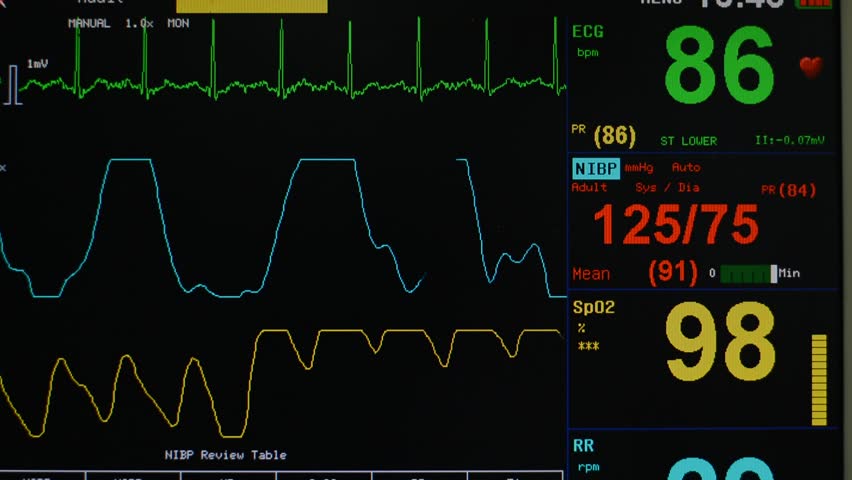 MANUAL 1.0x MON
1mV
ECG
bpm
86
PR (86)
ST LOWER II:-0.07mV
NIBP mmHg Auto
Adult Sys / Dia PR (84)
125/75
Mean (91) 0 Min
SpO2
%
***
98
RR
rpm
x
NIBP Review Table